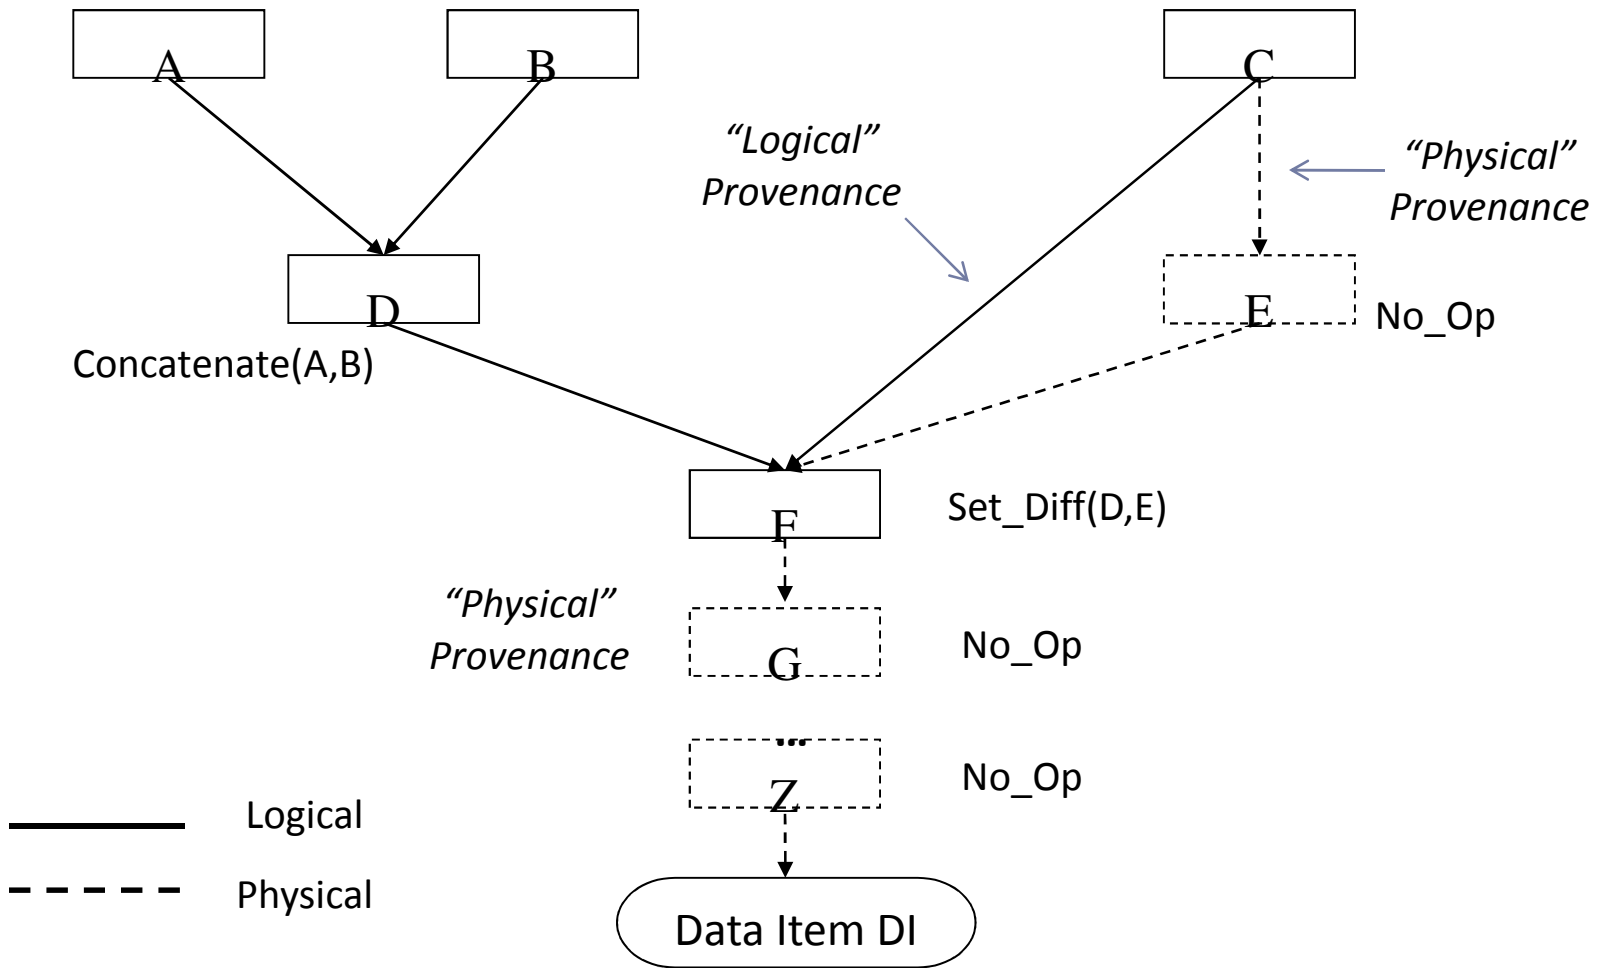 A
B
C
“Logical”
Provenance
“Physical”
Provenance
D
E
No_Op
Concatenate(A,B)
F
Set_Diff(D,E)
“Physical”
Provenance
G
No_Op
...
Z
No_Op
Logical
Physical
Data Item DI